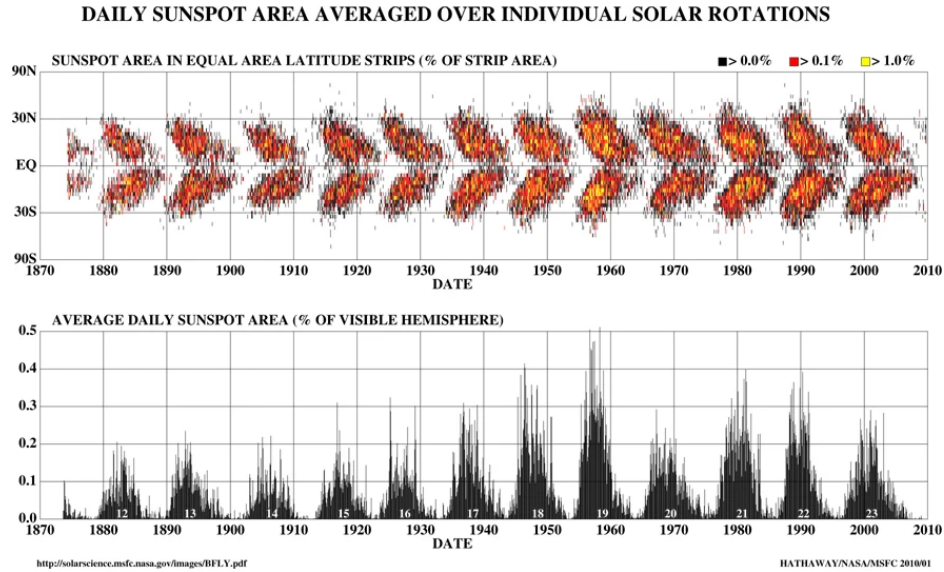 DAILY SUNSPOT AREA AVERAGED OVER INDIVIDUAL SOLAR ROTATIONS
SUNSPOT AREA IN EQUAL AREA LATITUDE STRIPS (% OF STRIP AREA)
> 0.0% > 0.1% > 1.0%
90N
30N
EQ
30S
90S
1870 1880 1890 1900 1910 1920 1930 1940 1950 1960 1970 1980 1990 2000 2010
DATE
AVERAGE DAILY SUNSPOT AREA (% OF VISIBLE HEMISPHERE)
0.5
0.4
0.3
0.2
0.1
0.0
12 13 14 15 16 17 18 19 20 21 22 23
1870 1880 1890 1900 1910 1920 1930 1940 1950 1960 1970 1980 1990 2000 2010
DATE
http://solarscience.msfc.nasa.gov/images/BFLY.pdf
HATHAWAY/NASA/MSFC 2010/01